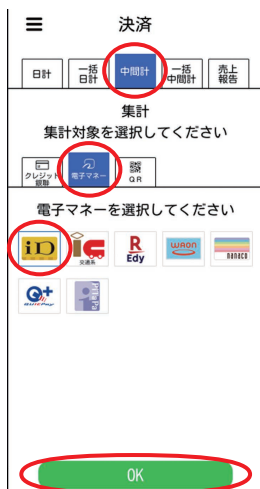 決済
日計 一括日計 中間計 一括中間計 売上報告
集計
集計対象を選択してください
クレジット銀聯 電子マネー QR
電子マネーを選択してください
iD 交通系 R Edy WAON nanaco
QUICPay PiTaPa
OK